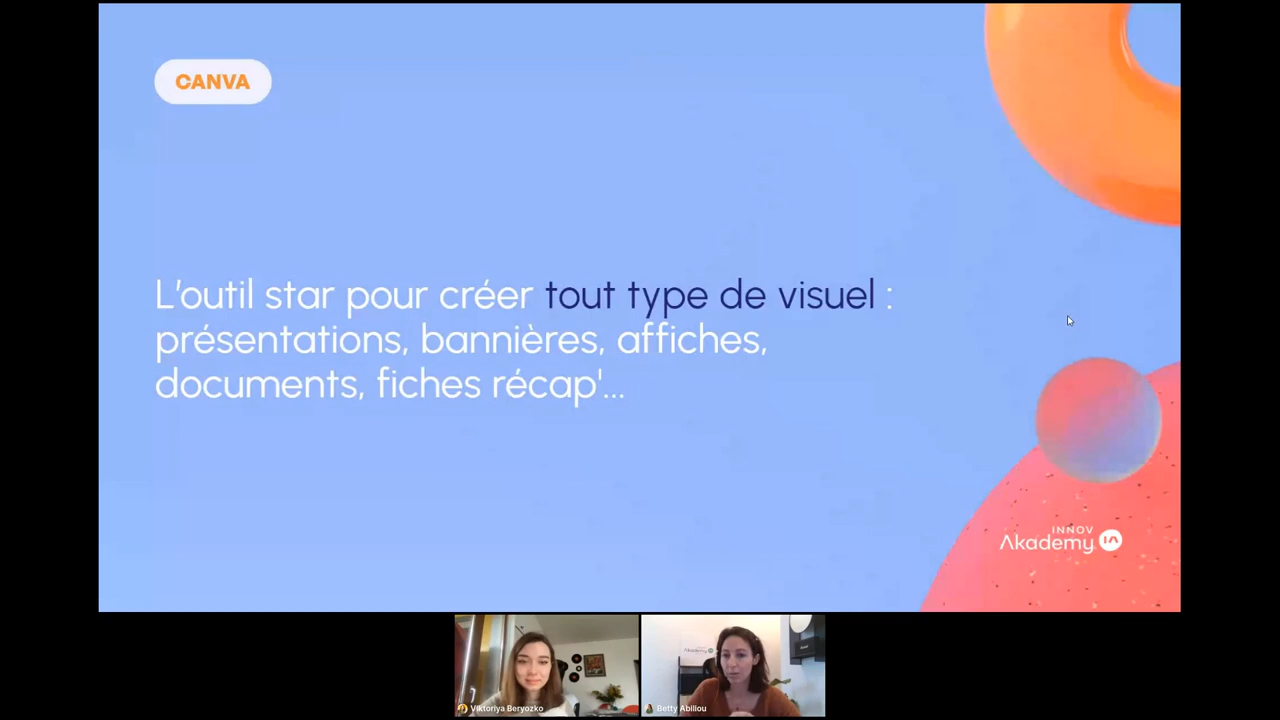 CANVA
L'outil star pour créer tout type de visuel :
présentations, bannières, affiches,
documents, fiches récap'...
INNOV
Akademy IA
Viktoriya Beryozko
Betty Abiliou